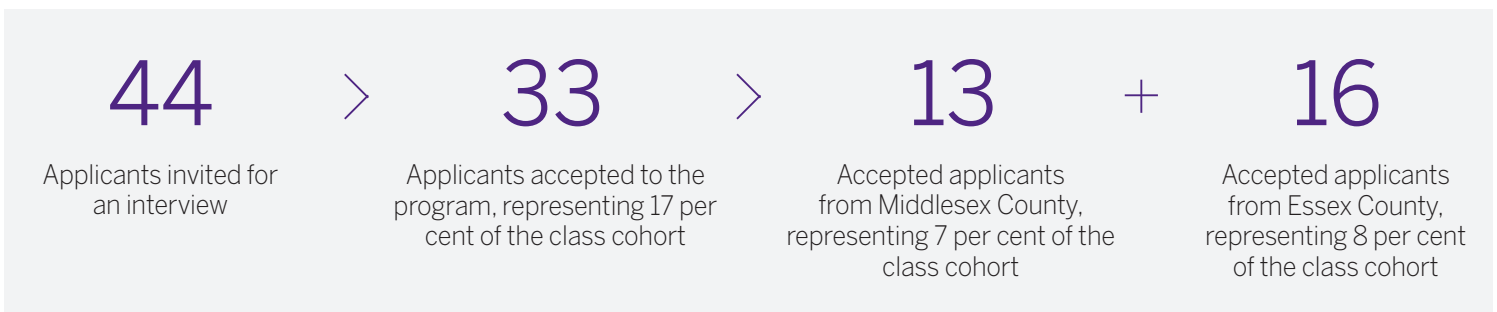 44
>
33
>
13
+
16
Applicants invited for
an interview
Applicants accepted to the
program, representing 17 per
cent of the class cohort
Accepted applicants
from Middlesex County,
representing 7 per cent of the
class cohort
Accepted applicants
from Essex County,
representing 8 per cent
of the class cohort